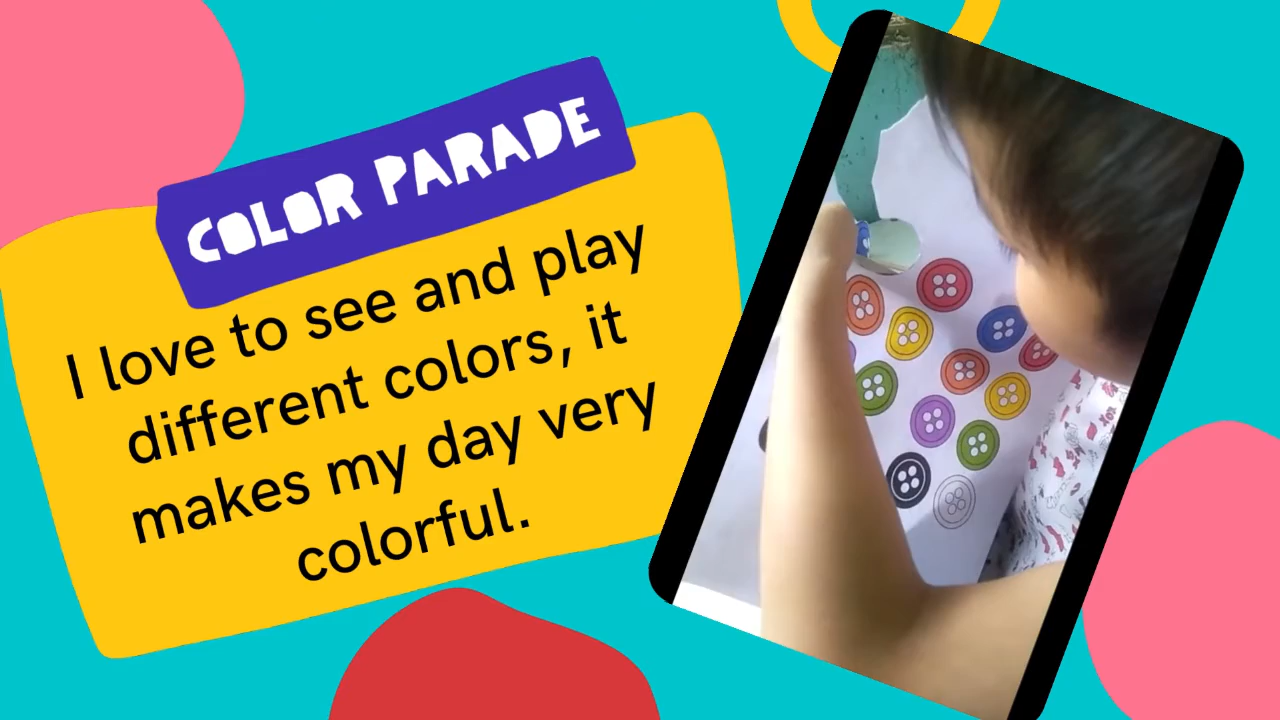 COLOR PARADE
I love to see and play
different colors, it
makes my day very
colorful.